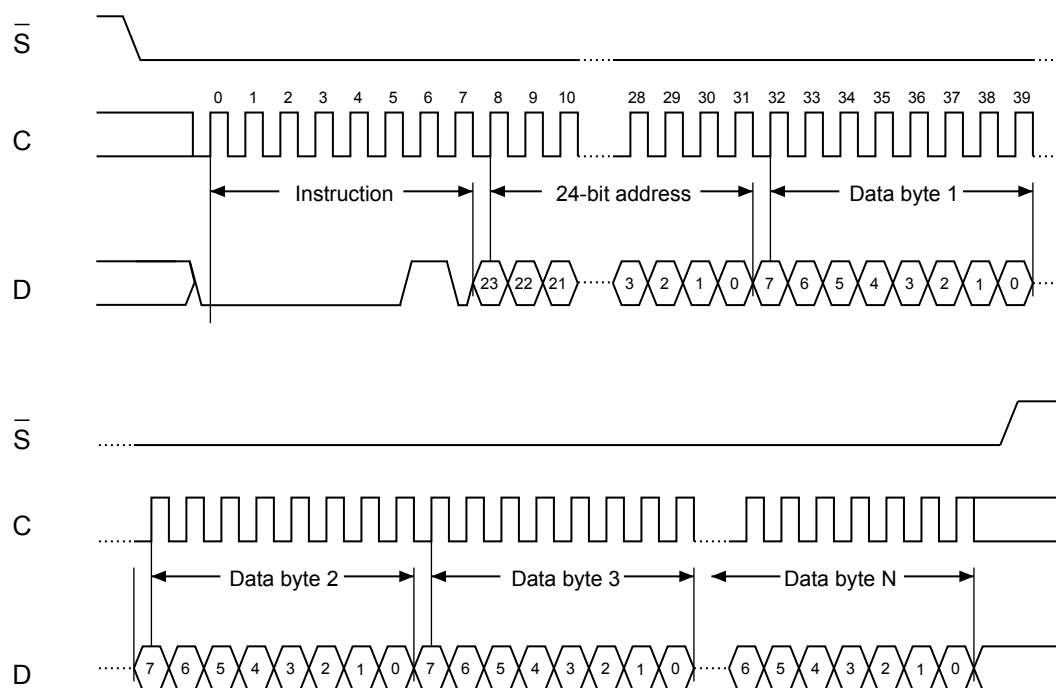 S̅
0 1 2 3 4 5 6 7 8 9 10 28 29 30 31 32 33 34 35 36 37 38 39
C
Instruction 24-bit address Data byte 1
D 23 22 21 3 2 1 0 7 6 5 4 3 2 1 0
S̅
C
Data byte 2 Data byte 3 Data byte N
D 7 6 5 4 3 2 1 0 7 6 5 4 3 2 1 0 6 5 4 3 2 1 0